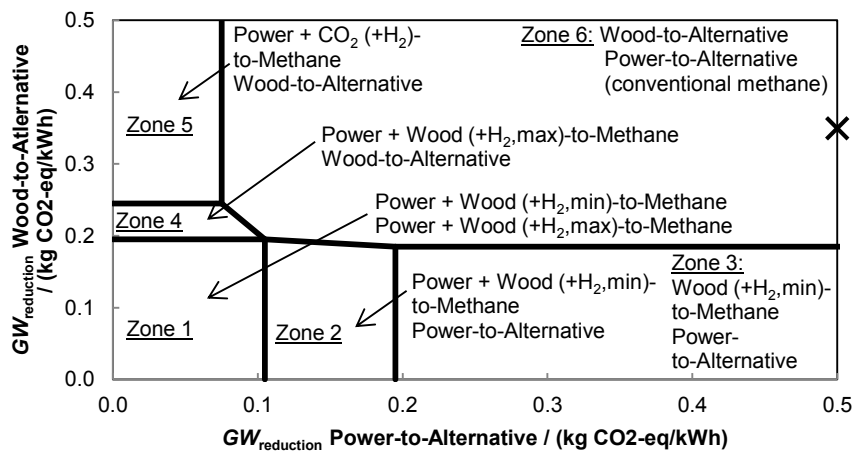 GW_reduction Wood-to-Atlernative
/ (kg CO2-eq/kWh)
0.5
0.4
0.3
0.2
0.1
0.0
Power + CO₂ (+H₂)-
to-Methane
Wood-to-Alternative
Zone 6: Wood-to-Alternative
Power-to-Alternative
(conventional methane)
Zone 5
Power + Wood (+H₂,max)-to-Methane
Wood-to-Alternative
Zone 4
Power + Wood (+H₂,min)-to-Methane
Power + Wood (+H₂,max)-to-Methane
Zone 1
Zone 2
Power + Wood (+H₂,min)-
to-Methane
Power-to-Alternative
Zone 3:
Wood (+H₂,min)-
to-Methane
Power-
to-Alternative
0.0 0.1 0.2 0.3 0.4 0.5
GW_reduction Power-to-Alternative / (kg CO2-eq/kWh)